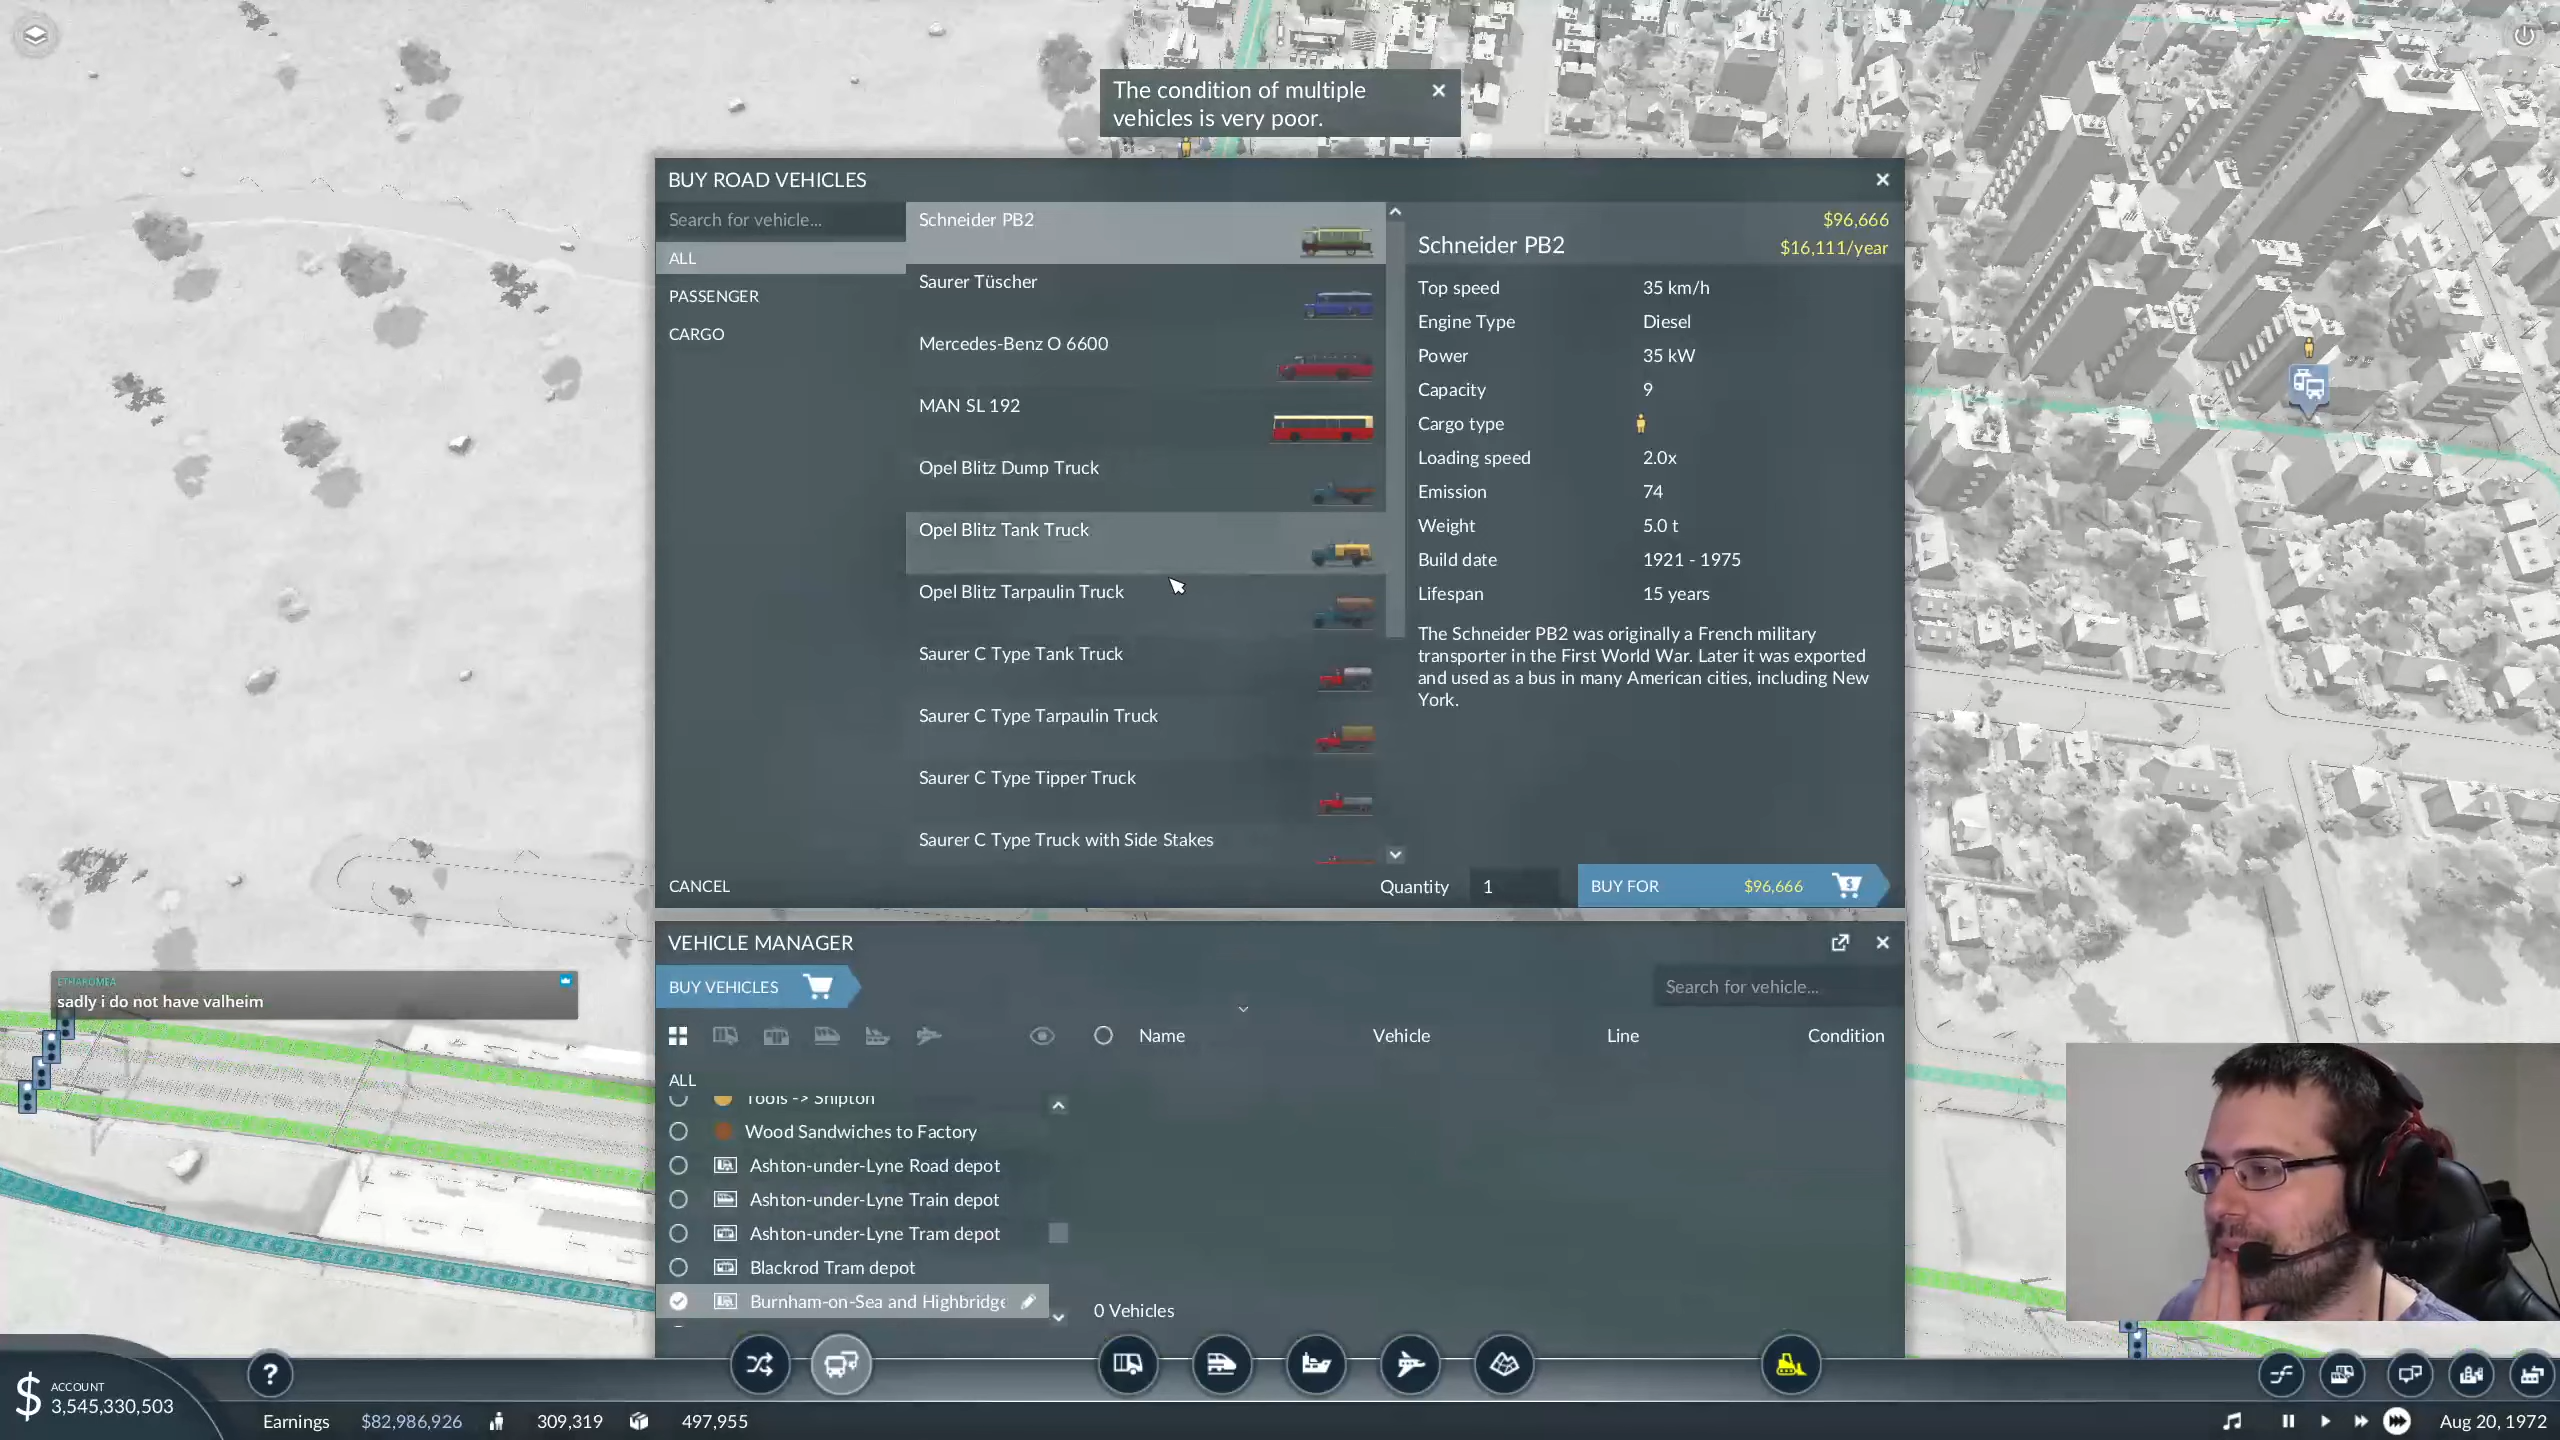 The condition of multiple
vehicles is very poor.
BUY ROAD VEHICLES
Search for vehicle...
ALL
PASSENGER
CARGO
Schneider PB2
Saurer Tüscher
Mercedes-Benz O 6600
MAN SL 192
Opel Blitz Dump Truck
Opel Blitz Tank Truck
Opel Blitz Tarpaulin Truck
Saurer C Type Tank Truck
Saurer C Type Tarpaulin Truck
Saurer C Type Tipper Truck
Saurer C Type Truck with Side Stakes
$96,666
Schneider PB2
$16,111/year
Top speed 35 km/h
Engine Type Diesel
Power 35 kW
Capacity 9
Cargo type
Loading speed 2.0x
Emission 74
Weight 5.0 t
Build date 1921 - 1975
Lifespan 15 years
The Schneider PB2 was originally a French military
transporter in the First World War. Later it was exported
and used as a bus in many American cities, including New
York.
CANCEL
Quantity 1
BUY FOR $96,666
VEHICLE MANAGER
BUY VEHICLES
Search for vehicle...
Name Vehicle Line Condition
ALL
Tools -> Shipton
Wood Sandwiches to Factory
Ashton-under-Lyne Road depot
Ashton-under-Lyne Train depot
Ashton-under-Lyne Tram depot
Blackrod Tram depot
Burnham-on-Sea and Highbridge
0 Vehicles
ETHARUMEA
sadly i do not have valheim
?
$ ACCOUNT
3,545,330,503
Earnings $82,986,926 309,319 497,955
Aug 20, 1972